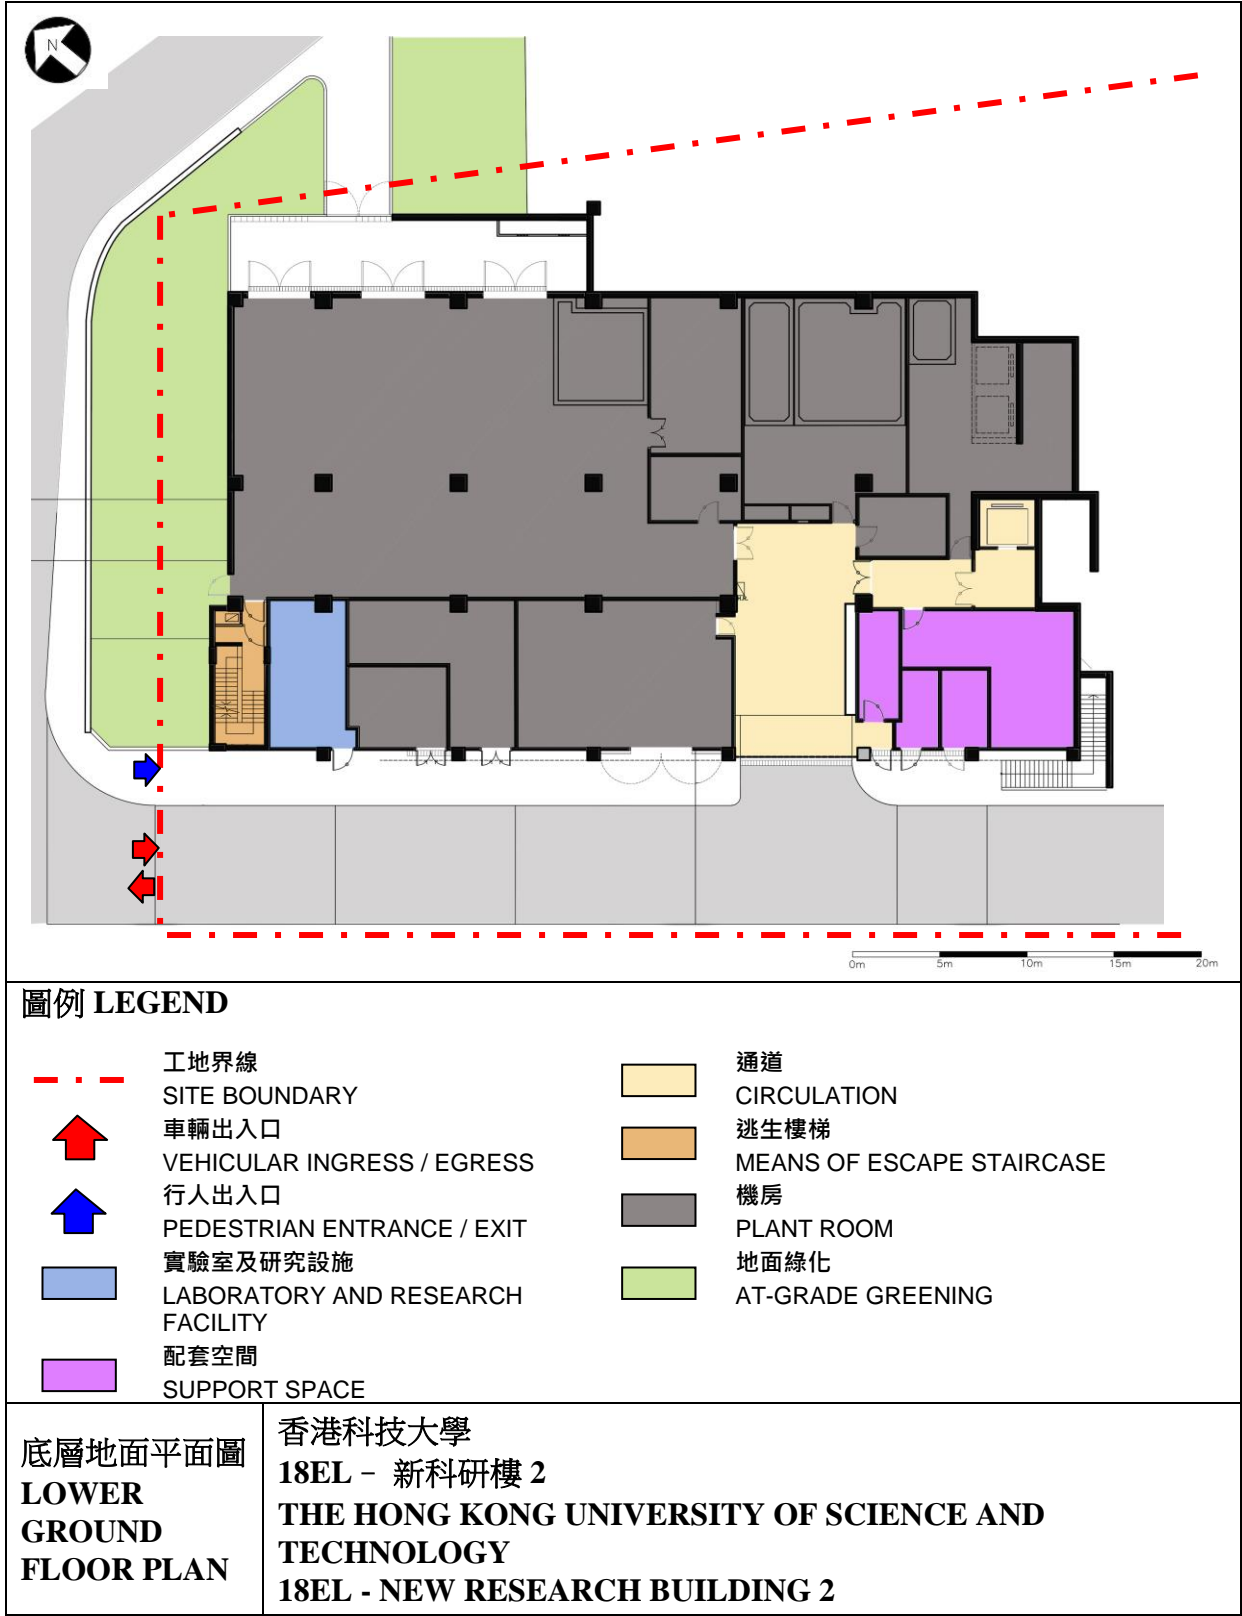 N
0m 5m 10m 15m 20m
圖例 LEGEND
工地界線
SITE BOUNDARY
車輛出入口
VEHICULAR INGRESS / EGRESS
行人出入口
PEDESTRIAN ENTRANCE / EXIT
實驗室及研究設施
LABORATORY AND RESEARCH
FACILITY
配套空間
SUPPORT SPACE
通道
CIRCULATION
逃生樓梯
MEANS OF ESCAPE STAIRCASE
機房
PLANT ROOM
地面綠化
AT-GRADE GREENING
底層地面平面圖
LOWER
GROUND
FLOOR PLAN
香港科技大學
18EL – 新科研樓 2
THE HONG KONG UNIVERSITY OF SCIENCE AND
TECHNOLOGY
18EL - NEW RESEARCH BUILDING 2